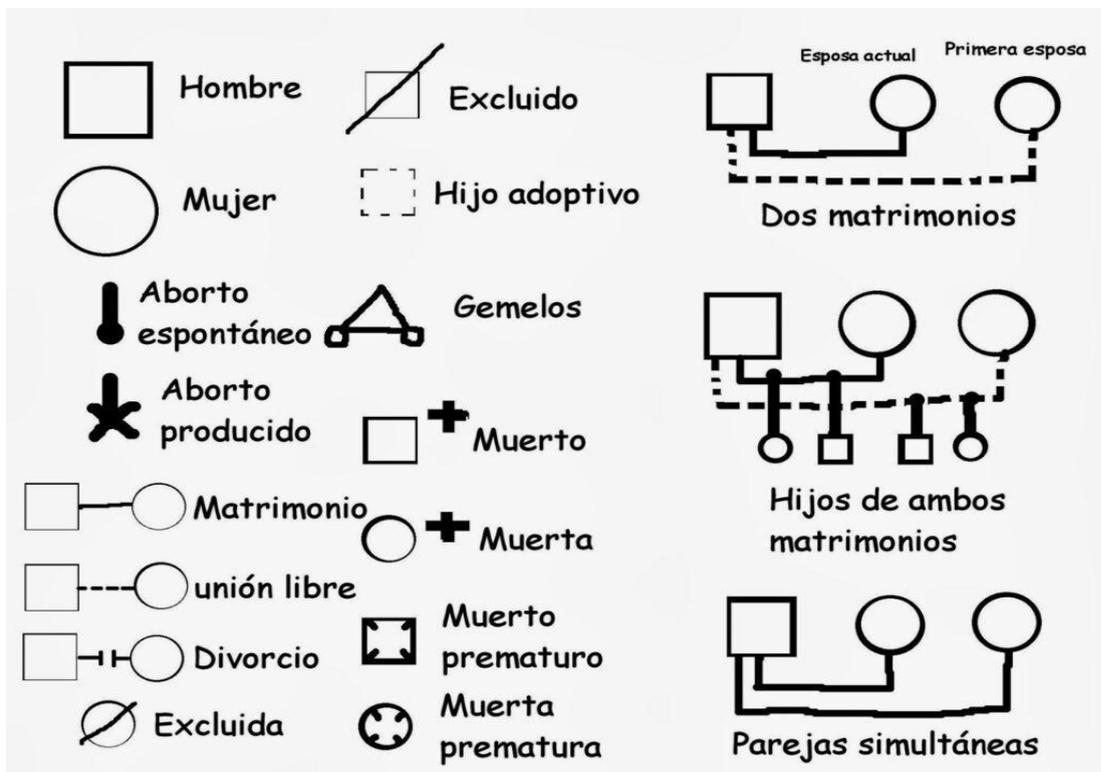 Hombre
Mujer
Aborto
espontáneo
Aborto
producido
Matrimonio
unión libre
Divorcio
Excluida
Excluido
Hijo adoptivo
Gemelos
Muerto
Muerta
Muerto
prematuro
Muerta
prematura
Esposa actual
Primera esposa
Dos matrimonios
Hijos de ambos
matrimonios
Parejas simultáneas